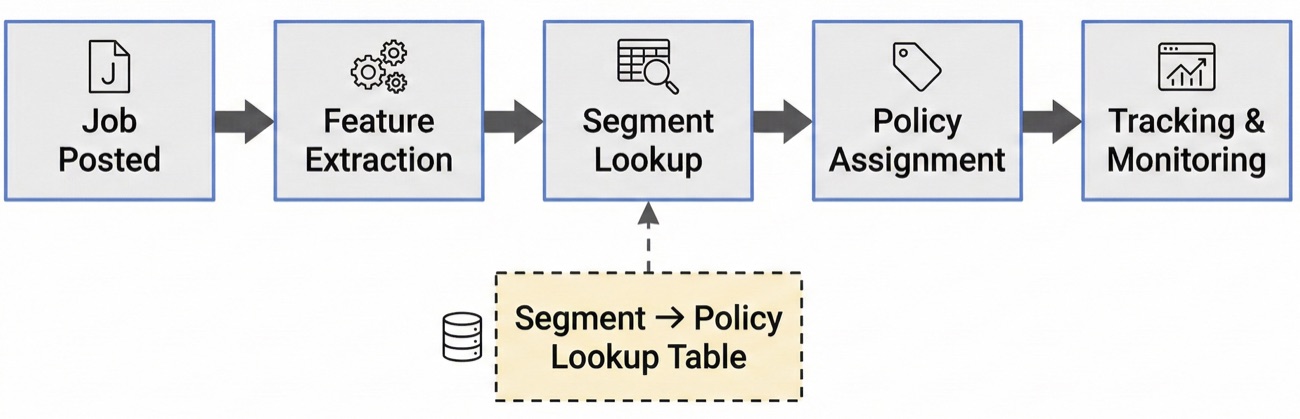 J
Job
Posted
Feature
Extraction
Segment
Lookup
Policy
Assignment
Tracking &
Monitoring
Segment → Policy
Lookup Table